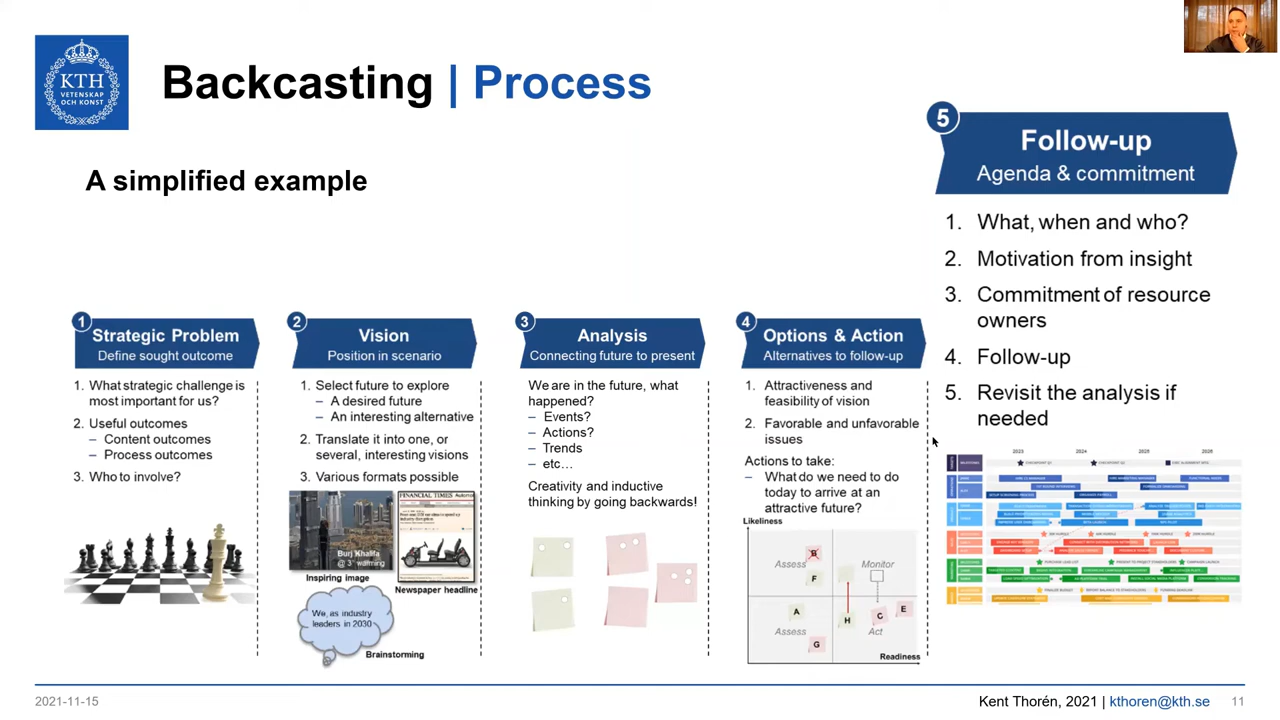 KTH
VETENSKAP
OCH KONST
Backcasting | Process
A simplified example
1
Strategic Problem
Define sought outcome
1. What strategic challenge is
most important for us?
2. Useful outcomes
– Content outcomes
– Process outcomes
3. Who to involve?
2
Vision
Position in scenario
1. Select future to explore
– A desired future
– An interesting alternative
2. Translate it into one, or
several, interesting visions
3. Various formats possible
Burj Khalifa
@ 3° warming
Inspiring image
FINANCIAL TIMES
Newspaper headline
We, as industry
leaders in 2030
Brainstorming
3
Analysis
Connecting future to present
We are in the future, what
happened?
– Events?
– Actions?
– Trends
– etc…
Creativity and inductive
thinking by going backwards!
4
Options & Action
Alternatives to follow-up
1. Attractiveness and
feasibility of vision
2. Favorable and unfavorable
issues
Actions to take:
– What do we need to do
today to arrive at an
attractive future?
Likeliness
Assess
B
F
Monitor
A
H
C
E
Assess
G
Act
Readiness
5
Follow-up
Agenda & commitment
1. What, when and who?
2. Motivation from insight
3. Commitment of resource
owners
4. Follow-up
5. Revisit the analysis if
needed
2023 2024 2025 2026
2021-11-15
Kent Thorén, 2021 | kthoren@kth.se 11